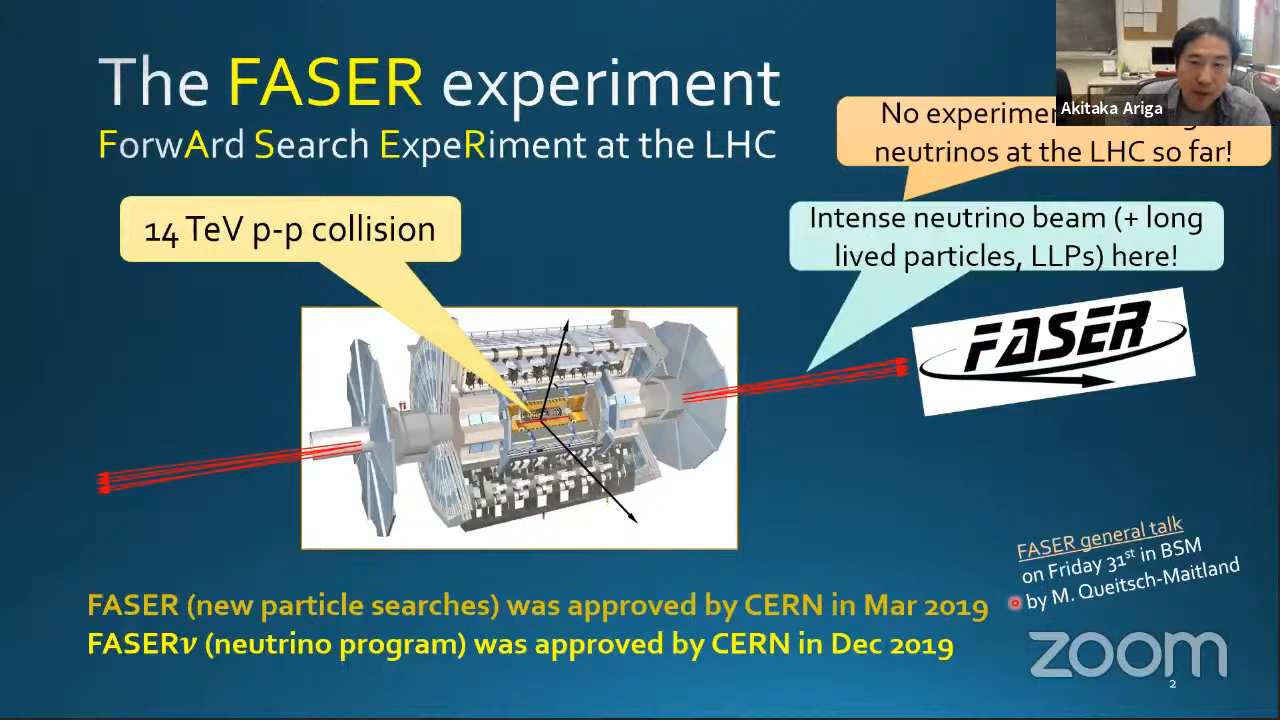 The FASER experiment
ForwArd Search ExpeRiment at the LHC
Akitaka Ariga
No experimen
neutrinos at the LHC so far!
14 TeV p-p collision
Intense neutrino beam (+ long
lived particles, LLPs) here!
FASER
FASER general talk
on Friday 31st in BSM
by M. Queitsch-Maitland
FASER (new particle searches) was approved by CERN in Mar 2019
FASERν (neutrino program) was approved by CERN in Dec 2019
zoom
2